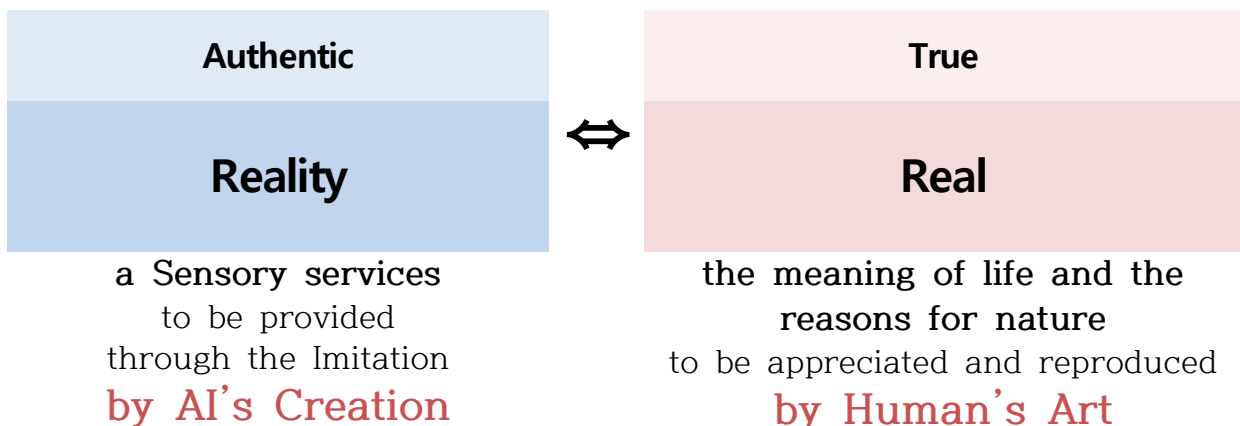 Authentic
Reality
a Sensory services
to be provided
through the Imitation
by AI's Creation
⇔
True
Real
the meaning of life and the
reasons for nature
to be appreciated and reproduced
by Human's Art